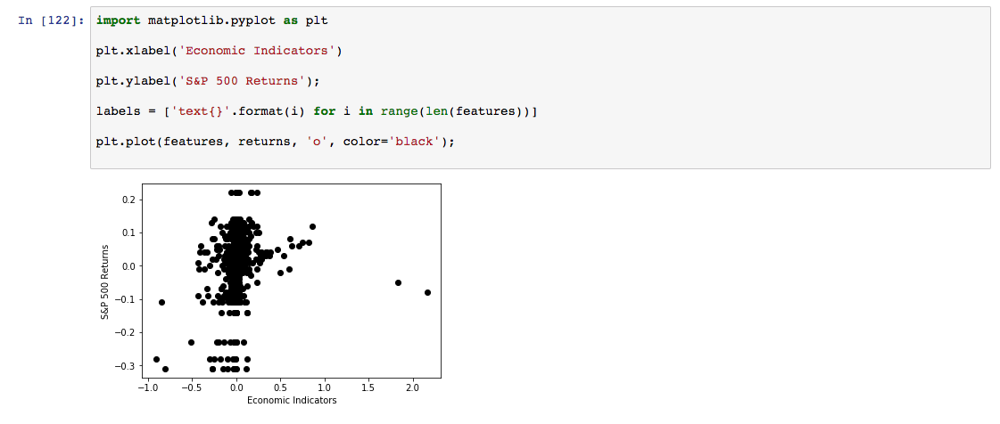 In [122]: import matplotlib.pyplot as plt
plt.xlabel('Economic Indicators')
plt.ylabel('S&P 500 Returns');
labels = ['text{}'.format(i) for i in range(len(features))]
plt.plot(features, returns, 'o', color='black');
S&P 500 Returns
0.2
0.1
0.0
−0.1
−0.2
−0.3
−1.0 −0.5 0.0 0.5 1.0 1.5 2.0
Economic Indicators